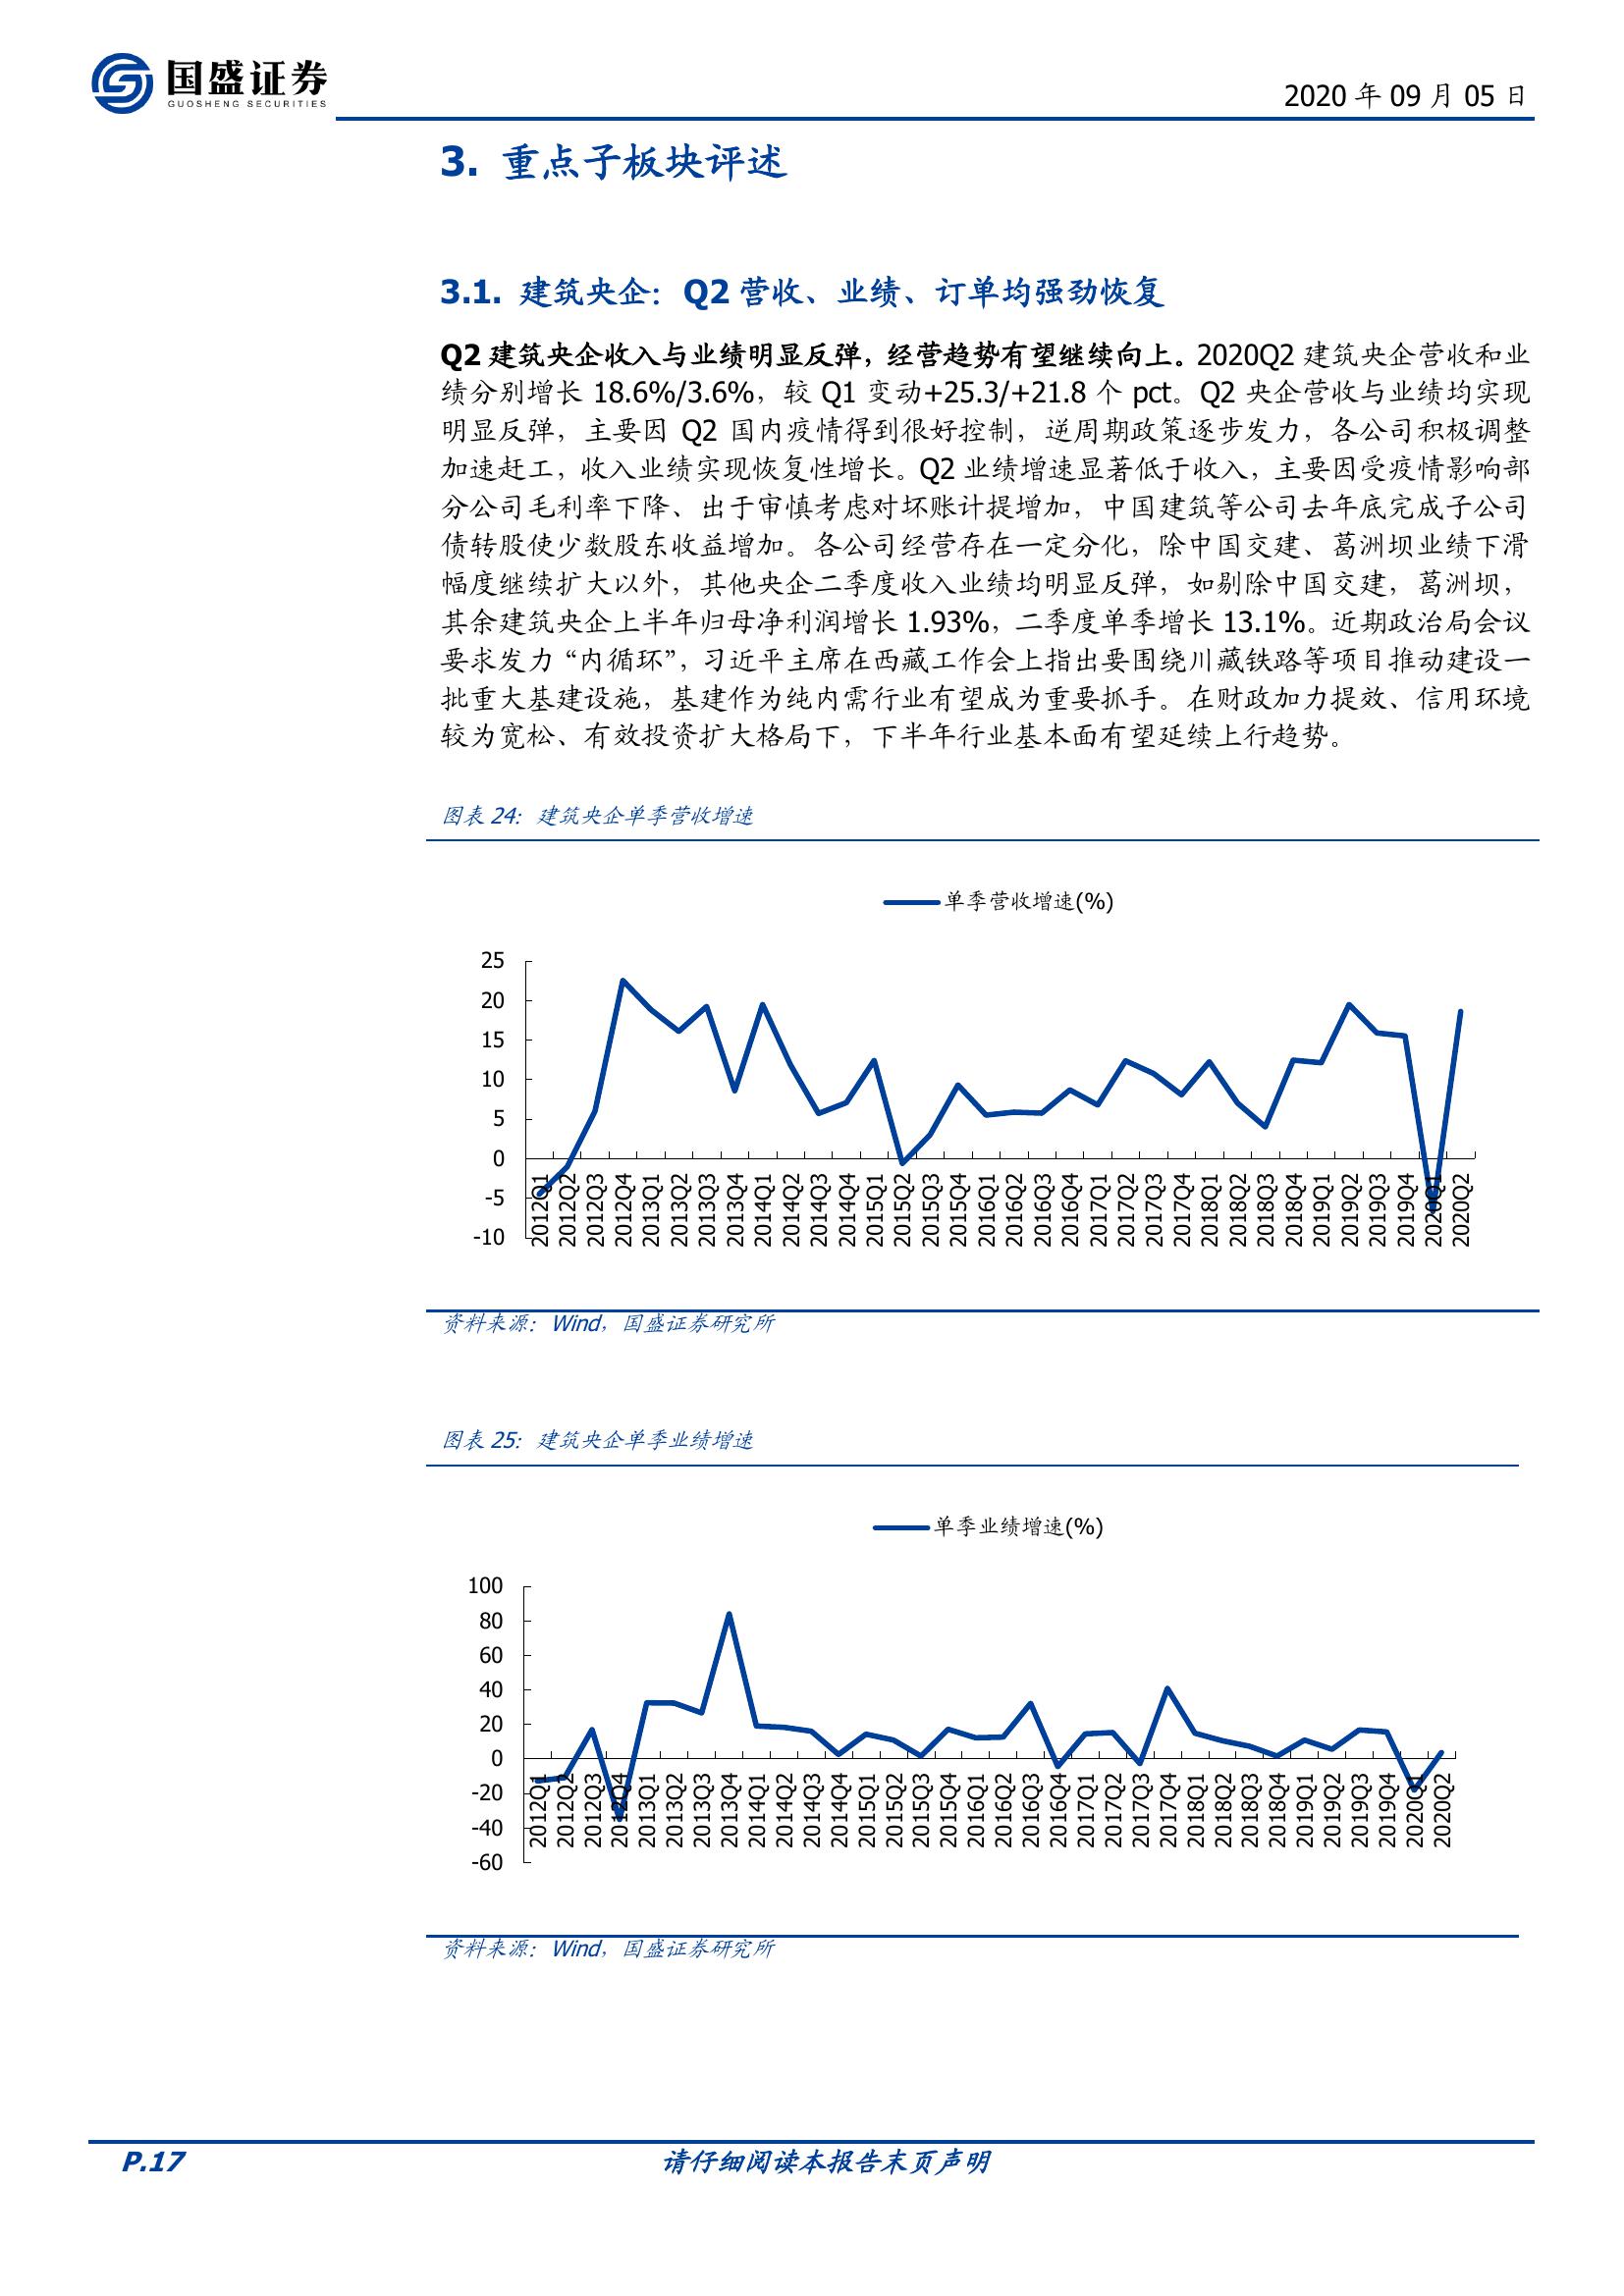 国盛证券
GUOSHENG SECURITIES
2020 年 09 月 05 日
3. 重点子板块评述
3.1. 建筑央企：Q2 营收、业绩、订单均强劲恢复
Q2 建筑央企收入与业绩明显反弹，经营趋势有望继续向上。2020Q2 建筑央企营收和业
绩分别增长 18.6%/3.6%，较 Q1 变动+25.3/+21.8 个 pct。Q2 央企营收与业绩均实现
明显反弹，主要因 Q2 国内疫情得到很好控制，逆周期政策逐步发力，各公司积极调整
加速赶工，收入业绩实现恢复性增长。Q2 业绩增速显著低于收入，主要因受疫情影响部
分公司毛利率下降、出于审慎考虑对坏账计提增加，中国建筑等公司去年底完成子公司
债转股使少数股东收益增加。各公司经营存在一定分化，除中国交建、葛洲坝业绩下滑
幅度继续扩大以外，其他央企二季度收入业绩均明显反弹，如剔除中国交建，葛洲坝，
其余建筑央企上半年归母净利润增长 1.93%，二季度单季增长 13.1%。近期政治局会议
要求发力“内循环”，习近平主席在西藏工作会上指出要围绕川藏铁路等项目推动建设一
批重大基建设施，基建作为纯内需行业有望成为重要抓手。在财政加力提效、信用环境
较为宽松、有效投资扩大格局下，下半年行业基本面有望延续上行趋势。
图表 24：建筑央企单季营收增速
单季营收增速(%)
25
20
15
10
5
0
-5
-10
2012Q1 2012Q2 2012Q3 2012Q4 2013Q1 2013Q2 2013Q3 2013Q4 2014Q1 2014Q2 2014Q3 2014Q4 2015Q1 2015Q2 2015Q3 2015Q4 2016Q1 2016Q2 2016Q3 2016Q4 2017Q1 2017Q2 2017Q3 2017Q4 2018Q1 2018Q2 2018Q3 2018Q4 2019Q1 2019Q2 2019Q3 2019Q4 2020Q1 2020Q2
资料来源：Wind，国盛证券研究所
图表 25：建筑央企单季业绩增速
单季业绩增速(%)
100
80
60
40
20
0
-20
-40
-60
2012Q1 2012Q2 2012Q3 2012Q4 2013Q1 2013Q2 2013Q3 2013Q4 2014Q1 2014Q2 2014Q3 2014Q4 2015Q1 2015Q2 2015Q3 2015Q4 2016Q1 2016Q2 2016Q3 2016Q4 2017Q1 2017Q2 2017Q3 2017Q4 2018Q1 2018Q2 2018Q3 2018Q4 2019Q1 2019Q2 2019Q3 2019Q4 2020Q1 2020Q2
资料来源：Wind，国盛证券研究所
P.17
请仔细阅读本报告末页声明